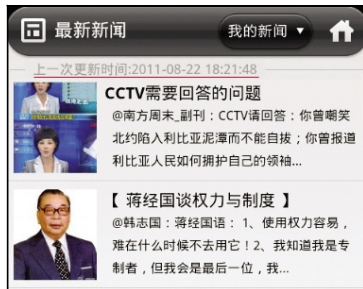 最新新闻
我的新闻
上一次更新时间:2011-08-22 18:21:48
CCTV需要回答的问题
@南方周末_副刊：CCTV请回答：你曾嘲笑
北约陷入利比亚泥潭而不能自拔；你曾报道
利比亚人民如何拥护自己的领袖...
【 蒋经国谈权力与制度 】
@韩志国：蒋经国语： 1、使用权力容易，
难在什么时候不去用它！2、我知道我是专
制者，但我会是最后一位，我...